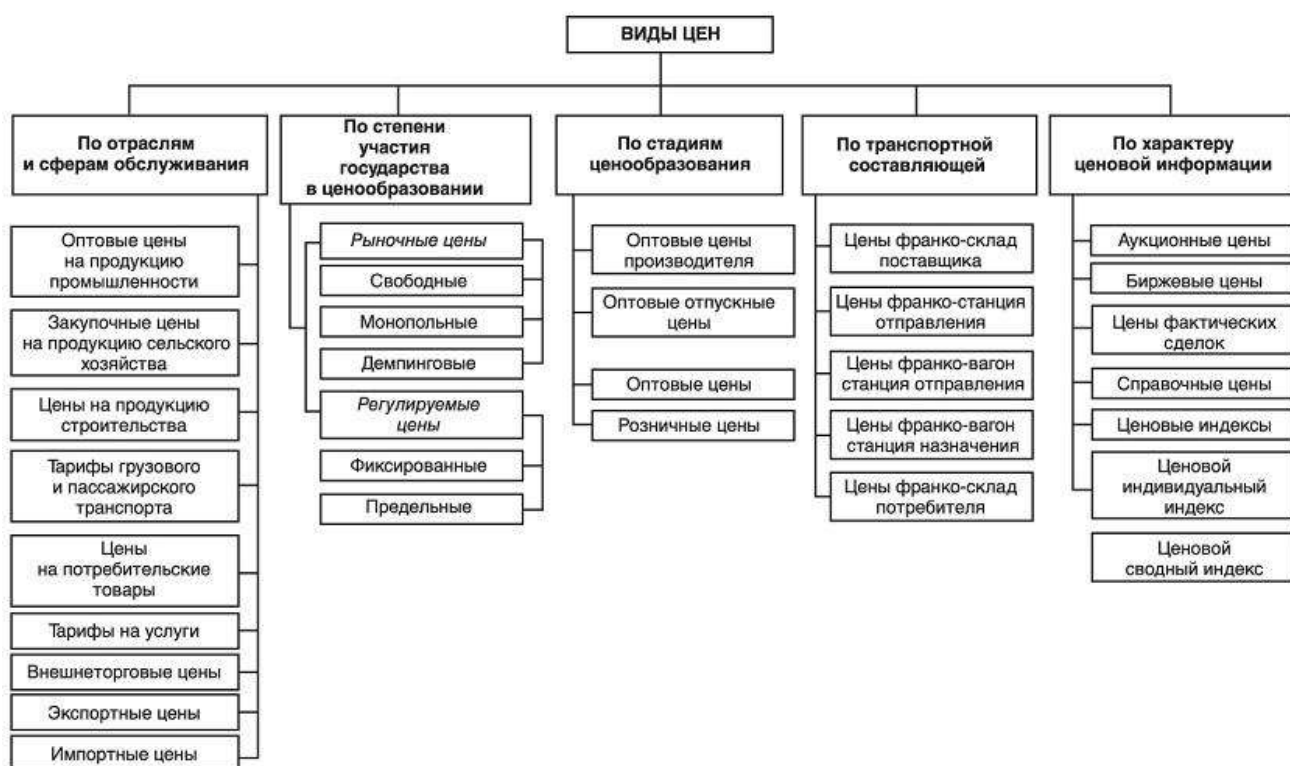 ВИДЫ ЦЕН
По отраслям
и сферам обслуживания
Оптовые цены
на продукцию
промышленности
Закупочные цены
на продукцию сельского
хозяйства
Цены на продукцию
строительства
Тарифы грузового
и пассажирского
транспорта
Цены
на потребительские
товары
Тарифы на услуги
Внешнеторговые цены
Экспортные цены
Импортные цены
По степени
участия
государства
в ценообразовании
Рыночные цены
Свободные
Монопольные
Демпинговые
Регулируемые
цены
Фиксированные
Предельные
По стадиям
ценообразования
Оптовые цены
производителя
Оптовые отпускные
цены
Оптовые цены
Розничные цены
По транспортной
составляющей
Цены франко-склад
поставщика
Цены франко-станция
отправления
Цены франко-вагон
станция отправления
Цены франко-вагон
станция назначения
Цены франко-склад
потребителя
По характеру
ценовой информации
Аукционные цены
Биржевые цены
Цены фактических
сделок
Справочные цены
Ценовые индексы
Ценовой
индивидуальный
индекс
Ценовой
сводный индекс